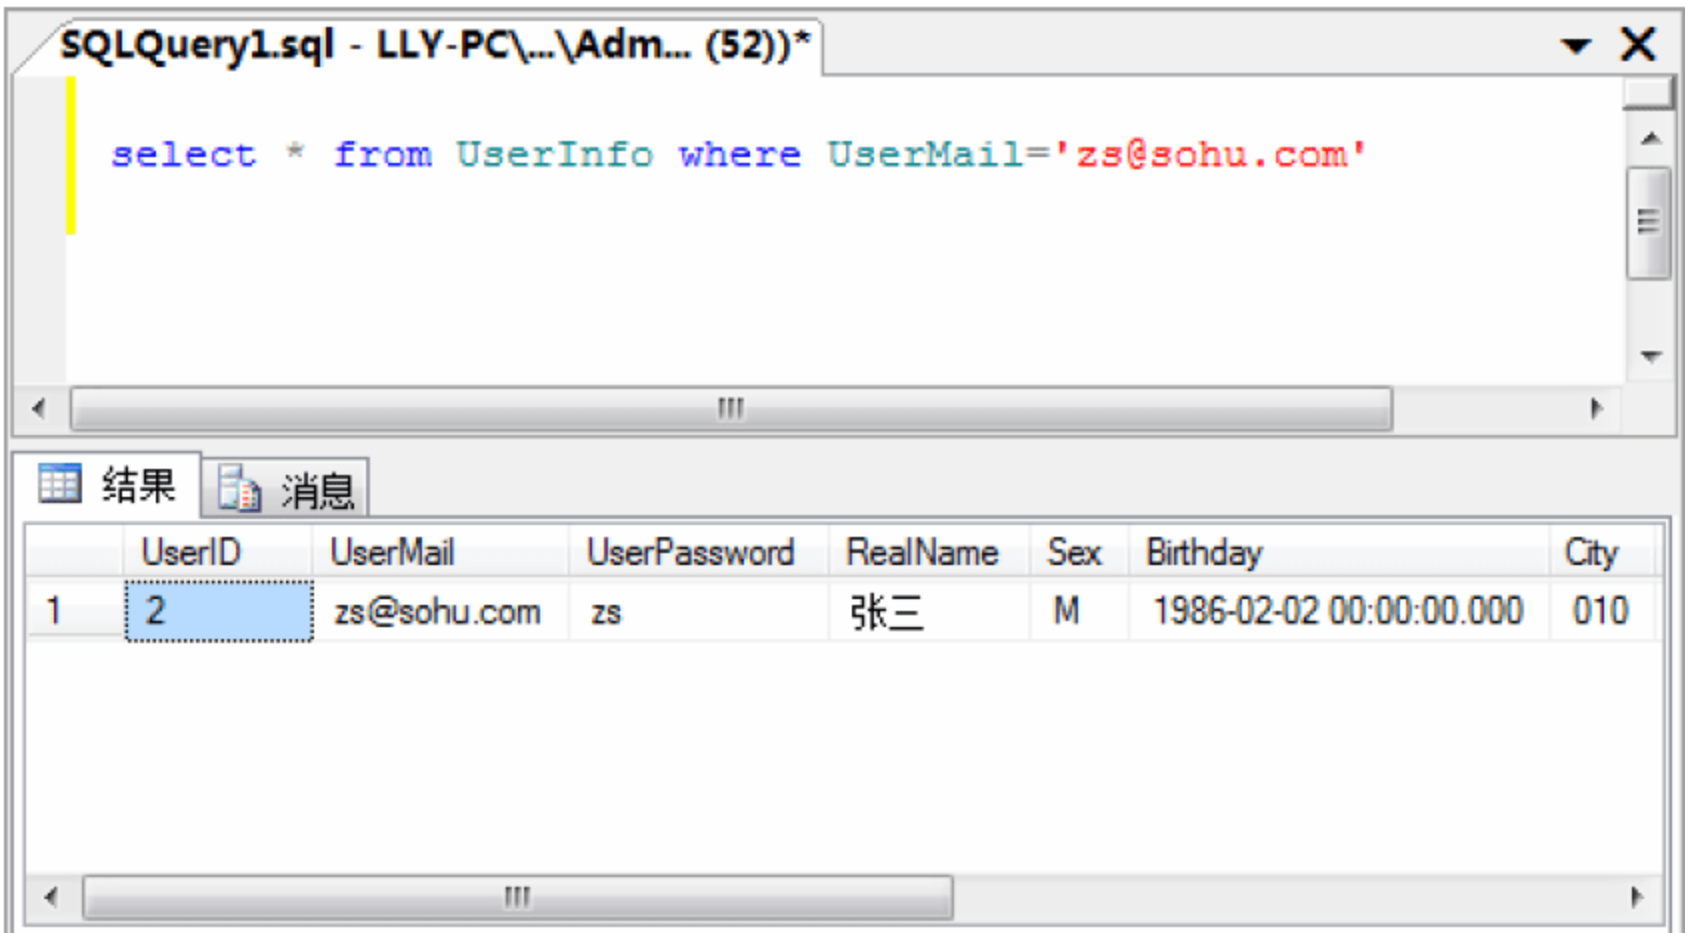 SQLQuery1.sql - LLY-PC\...\Adm... (52))*
select * from UserInfo where UserMail='zs@sohu.com'
结果 消息
UserID UserMail UserPassword RealName Sex Birthday City
1 2 zs@sohu.com zs 张三 M 1986-02-02 00:00:00.000 010